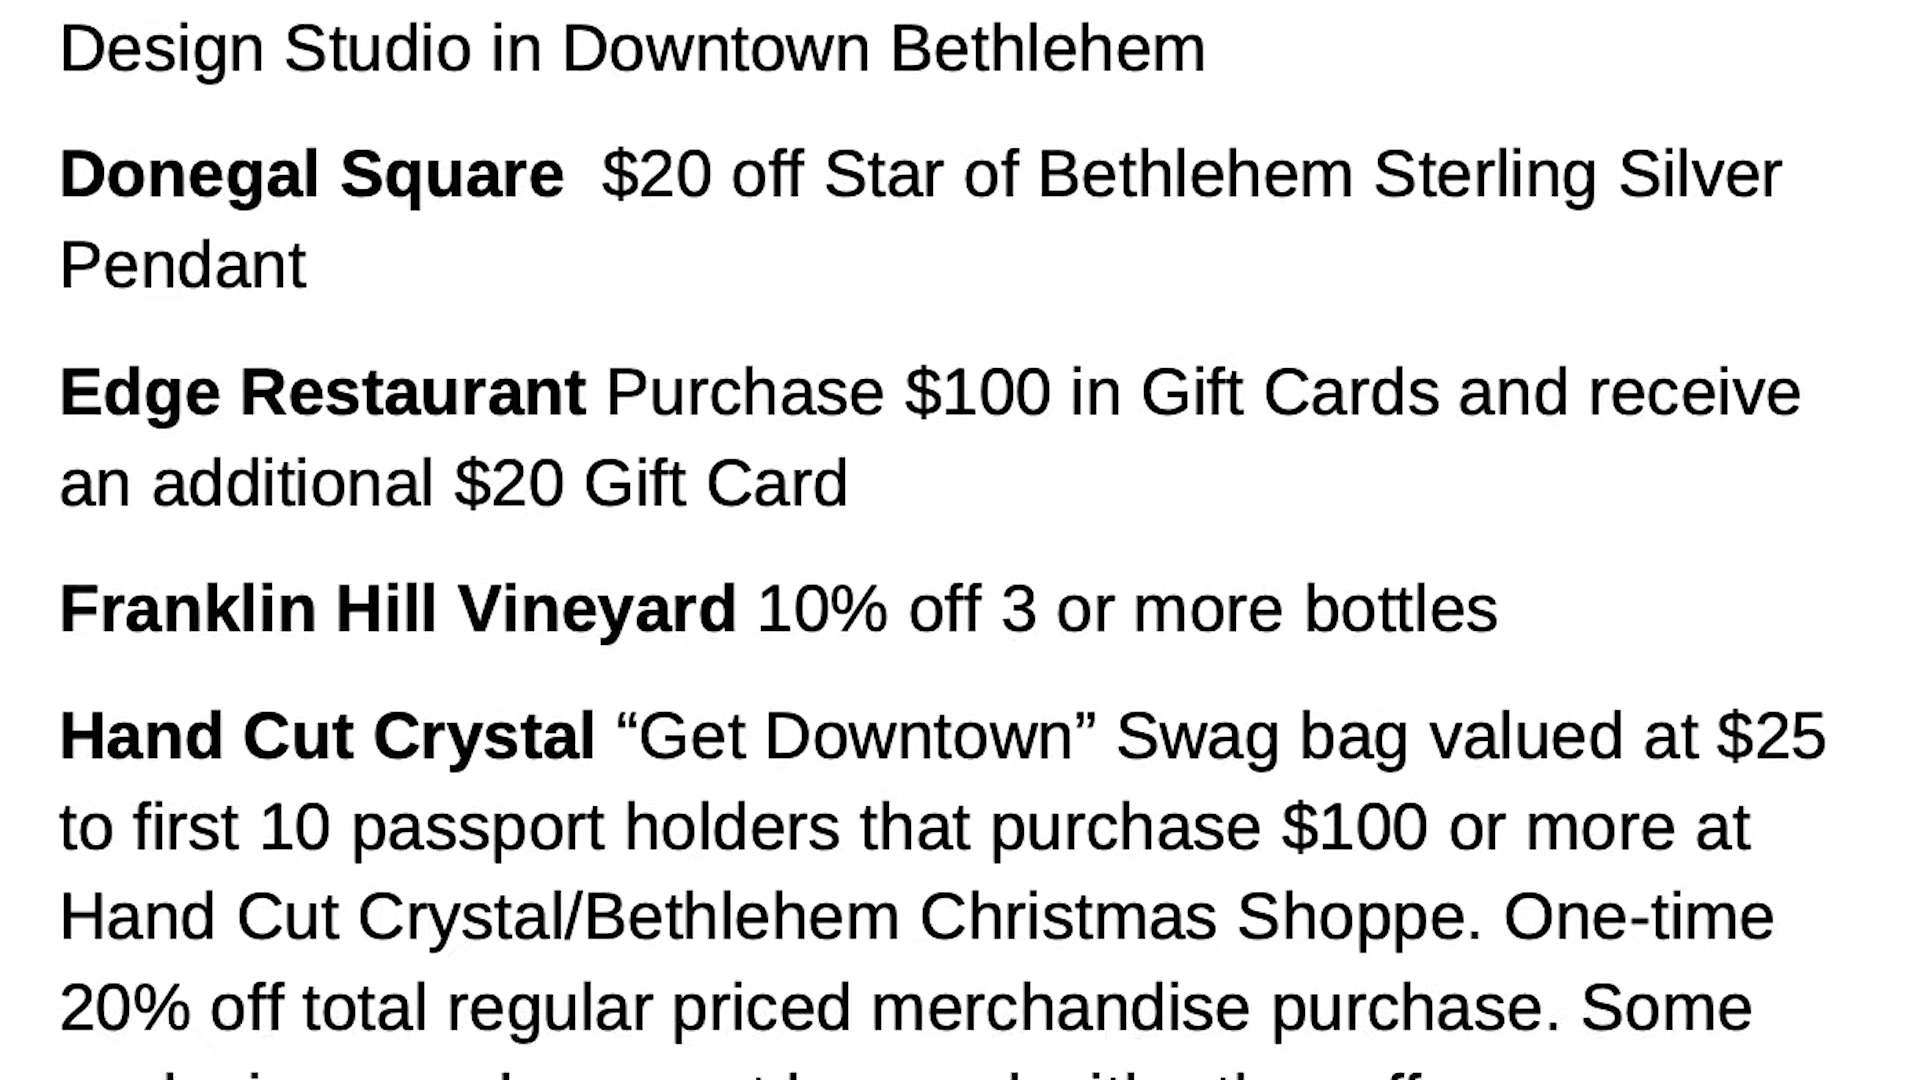 Design Studio in Downtown Bethlehem
Donegal Square  $20 off Star of Bethlehem Sterling Silver
Pendant
Edge Restaurant Purchase $100 in Gift Cards and receive
an additional $20 Gift Card
Franklin Hill Vineyard 10% off 3 or more bottles
Hand Cut Crystal “Get Downtown” Swag bag valued at $25
to first 10 passport holders that purchase $100 or more at
Hand Cut Crystal/Bethlehem Christmas Shoppe. One-time
20% off total regular priced merchandise purchase. Some